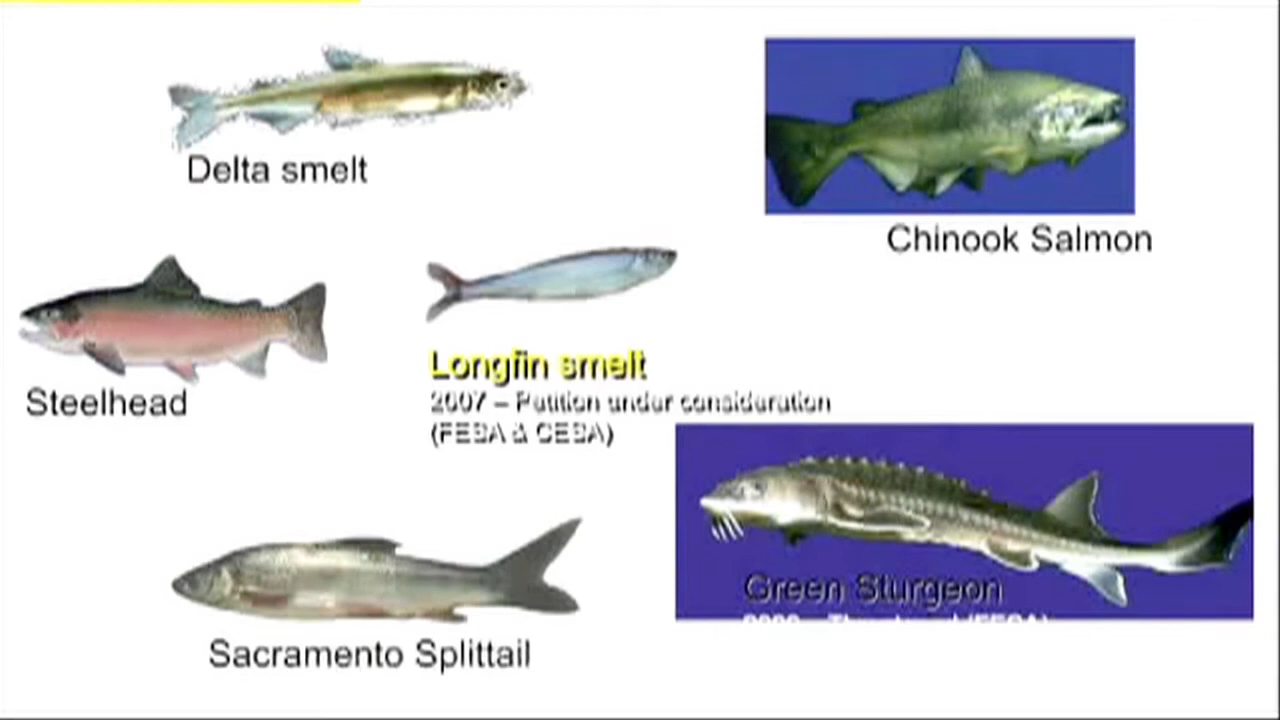 Delta smelt
Chinook Salmon
Steelhead
Longfin smelt
2007 – Petition under consideration
(FESA & CESA)
Green Sturgeon
Sacramento Splittail